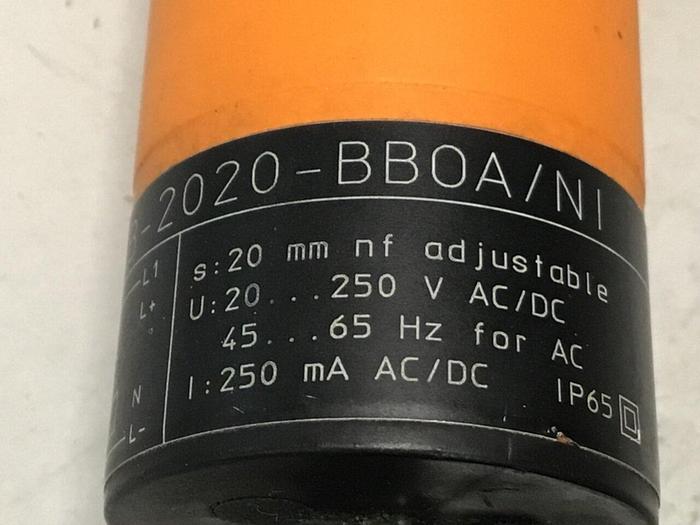 -2020-BBOA/NI
L1
s:20 mm nf adjustable
L+
U:20...250 V AC/DC
45...65 Hz for AC
N
I:250 mA AC/DC IP65
L-